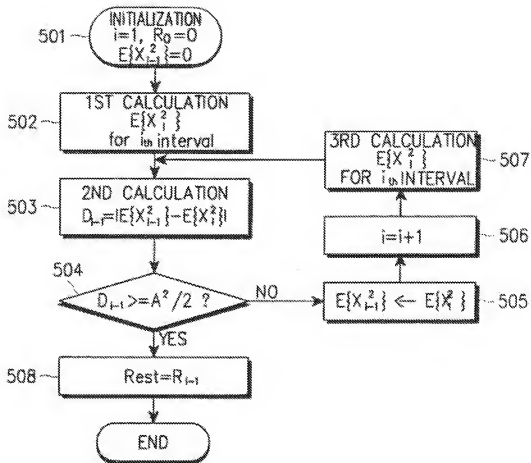 501
INITIALIZATION
i=1, R₀=0
E{X²ᵢ₋₁}=0
502
1ST CALCULATION
E{X²ᵢ}
for i th interval
503
2ND CALCULATION
Dᵢ₋₁=|E{X²ᵢ₋₁}-E{X²ᵢ}|
504
Dᵢ₋₁>=A²/2 ?
NO
YES
508
Rest=Rᵢ₋₁
END
3RD CALCULATION
E{X²ᵢ}
FOR i th INTERVAL
507
i=i+1
506
E{X²ᵢ₋₁} ← E{X²ᵢ}
505